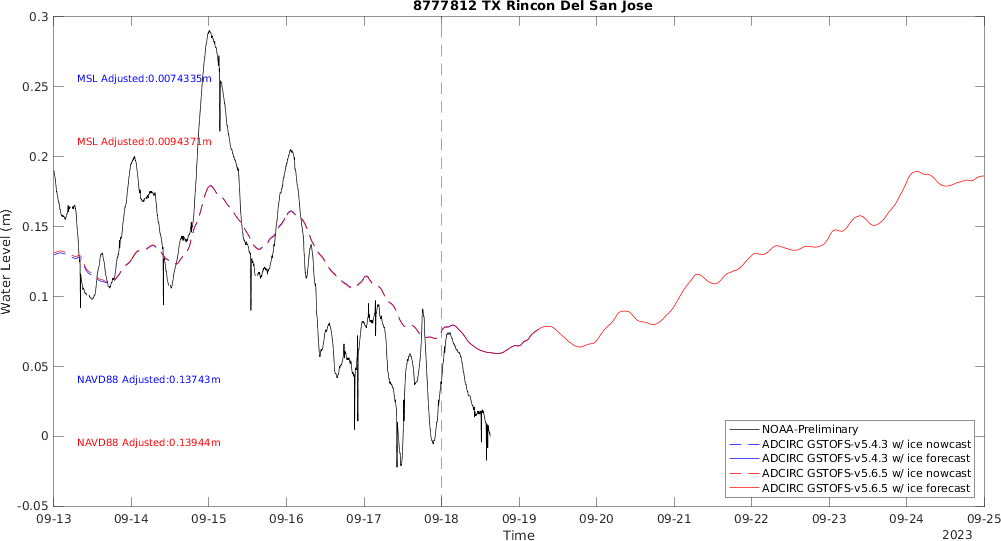 8777812 TX Rincon Del San Jose
0.3
0.25
0.2
0.15
0.1
0.05
0
-0.05
Water Level (m)
MSL Adjusted:0.0074335m
MSL Adjusted:0.0094371m
NAVD88 Adjusted:0.13743m
NAVD88 Adjusted:0.13944m
NOAA-Preliminary
ADCIRC GSTOFS-v5.4.3 w/ ice nowcast
ADCIRC GSTOFS-v5.4.3 w/ ice forecast
ADCIRC GSTOFS-v5.6.5 w/ ice nowcast
ADCIRC GSTOFS-v5.6.5 w/ ice forecast
09-13 09-14 09-15 09-16 09-17 09-18 09-19 09-20 09-21 09-22 09-23 09-24 09-25
Time
2023